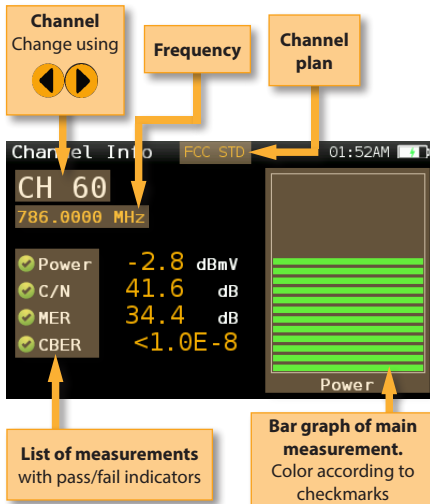 Channel
Change using
Frequency
Channel
plan
Channel Info
FCC STD
01:52AM
CH 60
786.0000 MHz
Power -2.8 dBmV
C/N 41.6 dB
MER 34.4 dB
CBER <1.0E-8
Power
List of measurements
with pass/fail indicators
Bar graph of main
measurement.
Color according to
checkmarks